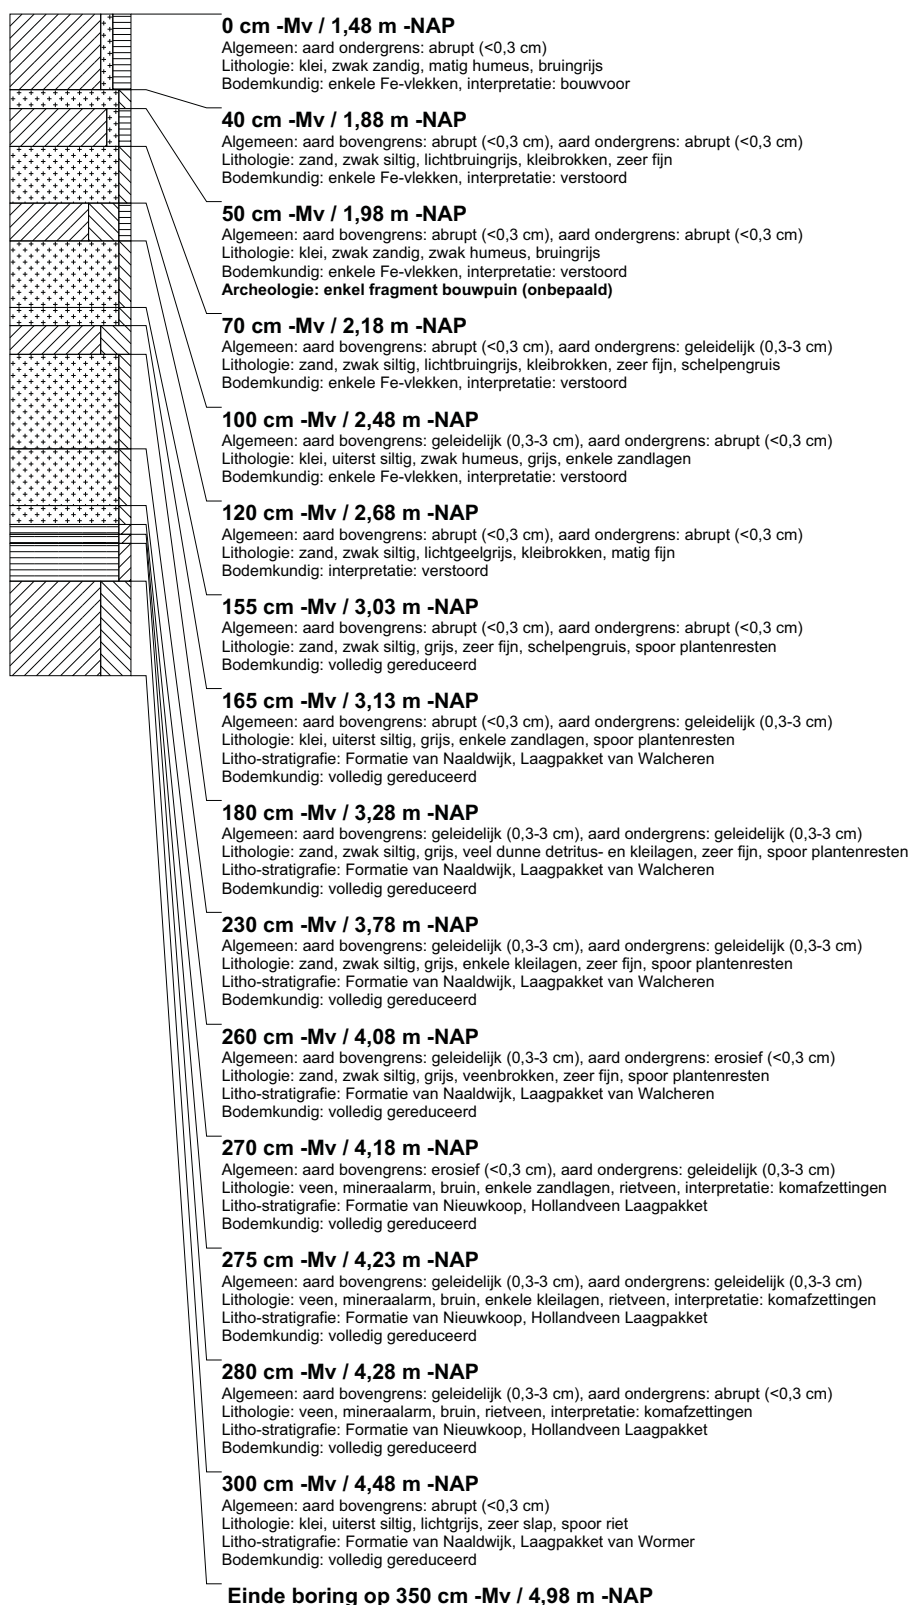 0 cm -Mv / 1,48 m -NAP
Algemeen: aard ondergrens: abrupt (<0,3 cm)
Lithologie: klei, zwak zandig, matig humeus, bruingrijs
Bodemkundig: enkele Fe-vlekken, interpretatie: bouwvoor
40 cm -Mv / 1,88 m -NAP
Algemeen: aard bovengrens: abrupt (<0,3 cm), aard ondergrens: abrupt (<0,3 cm)
Lithologie: zand, zwak siltig, lichtbruingrijs, kleibrokken, zeer fijn
Bodemkundig: enkele Fe-vlekken, interpretatie: verstoord
50 cm -Mv / 1,98 m -NAP
Algemeen: aard bovengrens: abrupt (<0,3 cm), aard ondergrens: abrupt (<0,3 cm)
Lithologie: klei, zwak zandig, zwak humeus, bruingrijs
Bodemkundig: enkele Fe-vlekken, interpretatie: verstoord
Archeologie: enkel fragment bouwpuin (onbepaald)
70 cm -Mv / 2,18 m -NAP
Algemeen: aard bovengrens: abrupt (<0,3 cm), aard ondergrens: geleidelijk (0,3-3 cm)
Lithologie: zand, zwak siltig, lichtbruingrijs, kleibrokken, zeer fijn, schelpengruis
Bodemkundig: enkele Fe-vlekken, interpretatie: verstoord
100 cm -Mv / 2,48 m -NAP
Algemeen: aard bovengrens: geleidelijk (0,3-3 cm), aard ondergrens: abrupt (<0,3 cm)
Lithologie: klei, uiterst siltig, zwak humeus, grijs, enkele zandlagen
Bodemkundig: enkele Fe-vlekken, interpretatie: verstoord
120 cm -Mv / 2,68 m -NAP
Algemeen: aard bovengrens: abrupt (<0,3 cm), aard ondergrens: abrupt (<0,3 cm)
Lithologie: zand, zwak siltig, lichtgeelgrijs, kleibrokken, matig fijn
Bodemkundig: interpretatie: verstoord
155 cm -Mv / 3,03 m -NAP
Algemeen: aard bovengrens: abrupt (<0,3 cm), aard ondergrens: abrupt (<0,3 cm)
Lithologie: zand, zwak siltig, grijs, zeer fijn, schelpengruis, spoor plantenresten
Bodemkundig: volledig gereduceerd
165 cm -Mv / 3,13 m -NAP
Algemeen: aard bovengrens: abrupt (<0,3 cm), aard ondergrens: geleidelijk (0,3-3 cm)
Lithologie: klei, uiterst siltig, grijs, enkele zandlagen, spoor plantenresten
Litho-stratigrafie: Formatie van Naaldwijk, Laagpakket van Walcheren
Bodemkundig: volledig gereduceerd
180 cm -Mv / 3,28 m -NAP
Algemeen: aard bovengrens: geleidelijk (0,3-3 cm), aard ondergrens: geleidelijk (0,3-3 cm)
Lithologie: zand, zwak siltig, grijs, veel dunne detritus- en kleilagen, zeer fijn, spoor plantenresten
Litho-stratigrafie: Formatie van Naaldwijk, Laagpakket van Walcheren
Bodemkundig: volledig gereduceerd
230 cm -Mv / 3,78 m -NAP
Algemeen: aard bovengrens: geleidelijk (0,3-3 cm), aard ondergrens: geleidelijk (0,3-3 cm)
Lithologie: zand, zwak siltig, grijs, enkele kleilagen, zeer fijn, spoor plantenresten
Litho-stratigrafie: Formatie van Naaldwijk, Laagpakket van Walcheren
Bodemkundig: volledig gereduceerd
260 cm -Mv / 4,08 m -NAP
Algemeen: aard bovengrens: geleidelijk (0,3-3 cm), aard ondergrens: erosief (<0,3 cm)
Lithologie: zand, zwak siltig, grijs, veenbrokken, zeer fijn, spoor plantenresten
Litho-stratigrafie: Formatie van Naaldwijk, Laagpakket van Walcheren
Bodemkundig: volledig gereduceerd
270 cm -Mv / 4,18 m -NAP
Algemeen: aard bovengrens: erosief (<0,3 cm), aard ondergrens: geleidelijk (0,3-3 cm)
Lithologie: veen, mineraalarm, bruin, enkele zandlagen, rietveen, interpretatie: komafzettingen
Litho-stratigrafie: Formatie van Nieuwkoop, Hollandveen Laagpakket
Bodemkundig: volledig gereduceerd
275 cm -Mv / 4,23 m -NAP
Algemeen: aard bovengrens: geleidelijk (0,3-3 cm), aard ondergrens: geleidelijk (0,3-3 cm)
Lithologie: veen, mineraalarm, bruin, enkele kleilagen, rietveen, interpretatie: komafzettingen
Litho-stratigrafie: Formatie van Nieuwkoop, Hollandveen Laagpakket
Bodemkundig: volledig gereduceerd
280 cm -Mv / 4,28 m -NAP
Algemeen: aard bovengrens: geleidelijk (0,3-3 cm), aard ondergrens: abrupt (<0,3 cm)
Lithologie: veen, mineraalarm, bruin, rietveen, interpretatie: komafzettingen
Litho-stratigrafie: Formatie van Nieuwkoop, Hollandveen Laagpakket
Bodemkundig: volledig gereduceerd
300 cm -Mv / 4,48 m -NAP
Algemeen: aard bovengrens: abrupt (<0,3 cm)
Lithologie: klei, uiterst siltig, lichtgrijs, zeer slap, spoor riet
Litho-stratigrafie: Formatie van Naaldwijk, Laagpakket van Wormer
Bodemkundig: volledig gereduceerd
Einde boring op 350 cm -Mv / 4,98 m -NAP